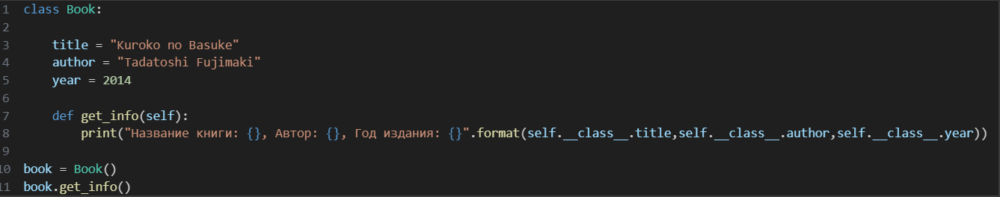 1 class Book:
2
3     title = "Kuroko no Basuke"
4     author = "Tadatoshi Fujimaki"
5     year = 2014
6
7     def get_info(self):
8         print("Название книги: {}, Автор: {}, Год издания: {}".format(self.__class__.title,self.__class__.author,self.__class__.year))
9
10 book = Book()
11 book.get_info()